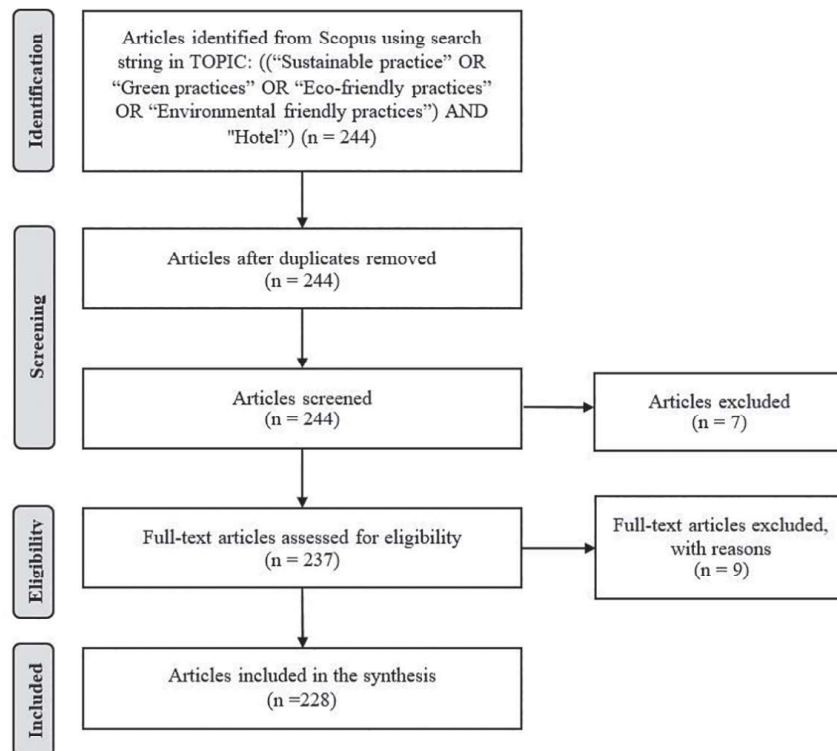 Identification
Articles identified from Scopus using search
string in TOPIC: ((“Sustainable practice” OR
“Green practices” OR “Eco-friendly practices”
OR “Environmental friendly practices”) AND
"Hotel”) (n = 244)
Screening
Articles after duplicates removed
(n = 244)
Articles screened
(n = 244)
Articles excluded
(n = 7)
Eligibility
Full-text articles assessed for eligibility
(n = 237)
Full-text articles excluded,
with reasons
(n = 9)
Included
Articles included in the synthesis
(n =228)